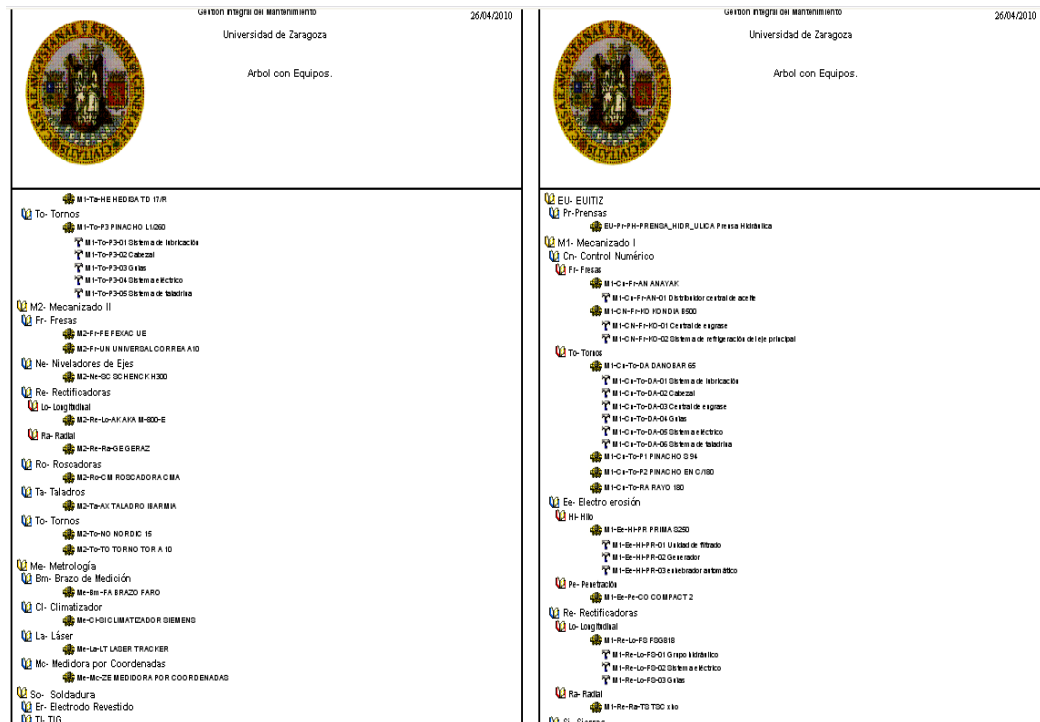 Gestión Integral del Mantenimiento
26/04/2010
Universidad de Zaragoza
Arbol con Equipos.
M1-Ta-HE HEDISA TD 17/R
To- Tornos
M1-To-P3 PINACHO L1/260
M1-To-P3-01 Sistema de lubricación
M1-To-P3-02 Cabezal
M1-To-P3-03 Guías
M1-To-P3-04 Sistema eléctrico
M1-To-P3-05 Sistema de taladrina
M2- Mecanizado II
Fr- Fresas
M2-Fr-FE FEXAC UE
M2-Fr-UN UNIVERSAL CORREA A10
Ne- Niveladores de Ejes
M2-Ne-SC SCHENCK H300
Re- Rectificadoras
Lo- Longitudinal
M2-Re-Lo-AK AKA M-800-E
Ra- Radial
M2-Re-Ra-GE GERAZ
Ro- Roscadoras
M2-Ro-CM ROSCADORA CMA
Ta- Taladros
M2-Ta-AX TALADRO IBARMIA
To- Tornos
M2-To-NO NORDIC 15
M2-To-TO TORNO TOR A 10
Me- Metrología
Bm- Brazo de Medición
Me-Bm-FA BRAZO FARO
Cl- Climatizador
Me-Cl-SI CLIMATIZADOR SIEMENS
La- Láser
Me-La-LT LASER TRACKER
Mc- Medidora por Coordenadas
Me-Mc-ZE MEDIDORA POR COORDENADAS
So- Soldadura
Er- Electrodo Revestido
TI- TIG
Gestión Integral del Mantenimiento
26/04/2010
Universidad de Zaragoza
Arbol con Equipos.
EU- EUITIZ
Pr-Prensas
EU-Pr-PH-PRENSA_HIDR_ULICA Prensa Hidráulica
M1- Mecanizado I
Cn- Control Numérico
Fr- Fresas
M1-Cn-Fr-AN ANAYAK
M1-Cn-Fr-AN-01 Distribuidor central de aceite
M1-CN-Fr-KO KONDIA B500
M1-CN-Fr-KO-01 Central de engrase
M1-CN-Fr-KO-02 Sistema de refrigeración del eje principal
To- Tornos
M1-Cn-To-DA DANOBAR 65
M1-Cn-To-DA-01 Sistema de lubricación
M1-Cn-To-DA-02 Cabezal
M1-Cn-To-DA-03 Central de engrase
M1-Cn-To-DA-04 Guías
M1-Cn-To-DA-05 Sistema eléctrico
M1-Cn-To-DA-06 Sistema de taladrina
M1-Cn-To-P1 PINACHO S 94
M1-Cn-To-P2 PINACHO EN C/180
M1-Cn-To-RA RAYO 180
Ee- Electro erosión
Hi- Hilo
M1-Ee-Hi-PR PRIMA S250
M1-Ee-Hi-PR-01 Unidad de filtrado
M1-Ee-Hi-PR-02 Generador
M1-Ee-Hi-PR-03 enhebrador automático
Pe- Penetración
M1-Ee-Pe-CO COMPACT 2
Re- Rectificadoras
Lo- Longitudinal
M1-Re-Lo-FS FSG818
M1-Re-Lo-FS-01 Grupo hidráulico
M1-Re-Lo-FS-02 Sistema eléctrico
M1-Re-Lo-FS-03 Guías
Ra- Radial
M1-Re-Ra-TS TSC
Si- Sierras